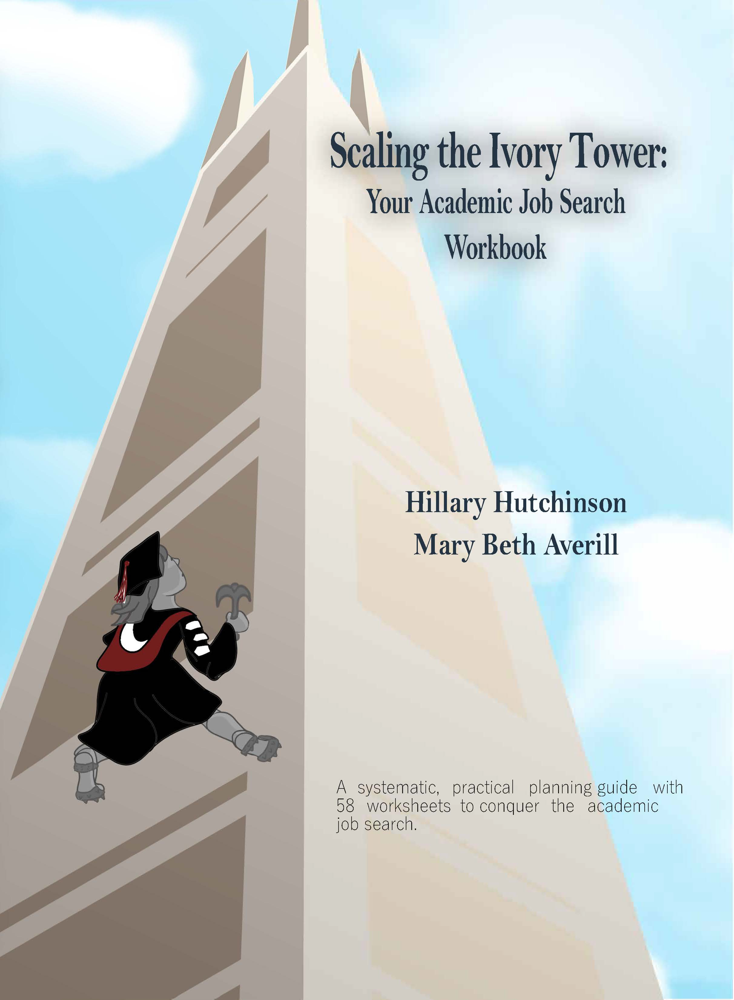 Scaling the Ivory Tower:
Your Academic Job Search
Workbook
Hillary Hutchinson
Mary Beth Averill
A systematic, practical planning guide with
58 worksheets to conquer the academic
job search.